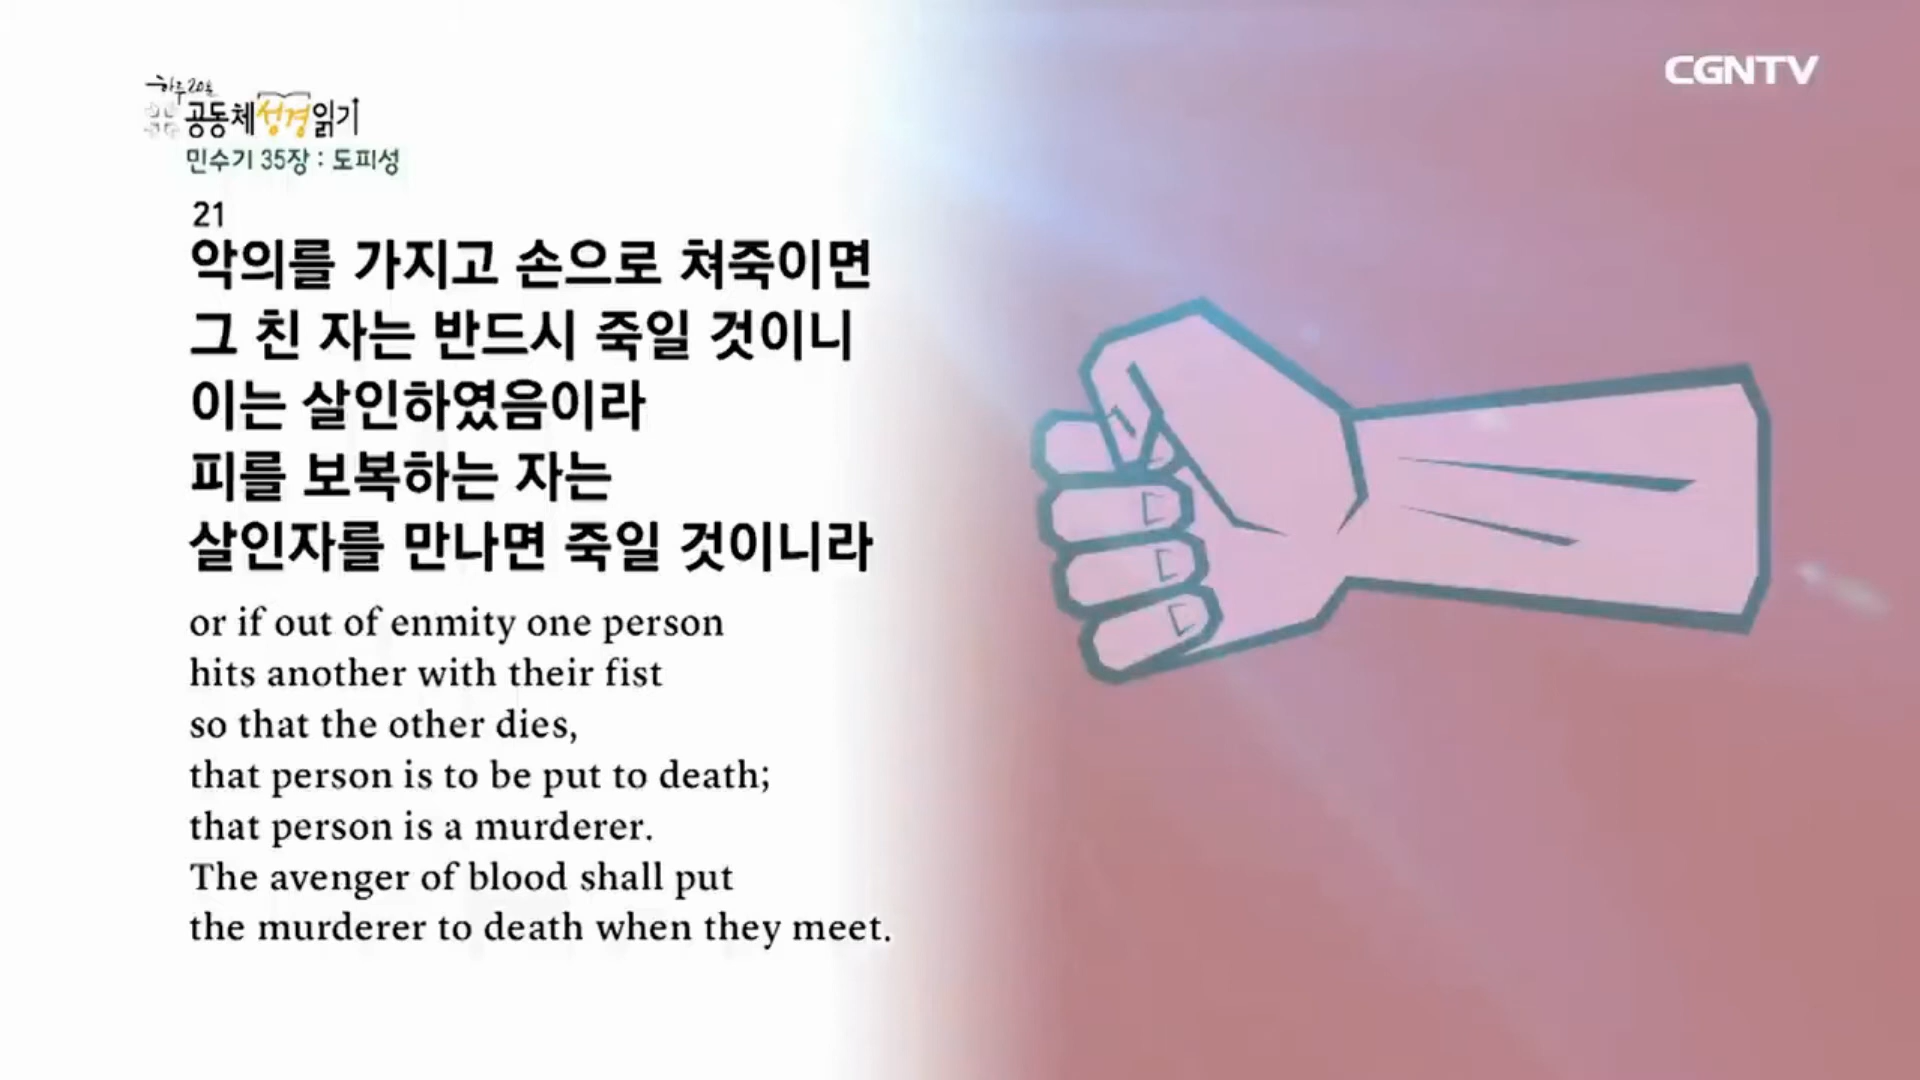 하루20분
공동체성경읽기
민수기 35장 : 도피성
CGNTV
21
악의를 가지고 손으로 쳐죽이면
그 친 자는 반드시 죽일 것이니
이는 살인하였음이라
피를 보복하는 자는
살인자를 만나면 죽일 것이니라
or if out of enmity one person
hits another with their fist
so that the other dies,
that person is to be put to death;
that person is a murderer.
The avenger of blood shall put
the murderer to death when they meet.